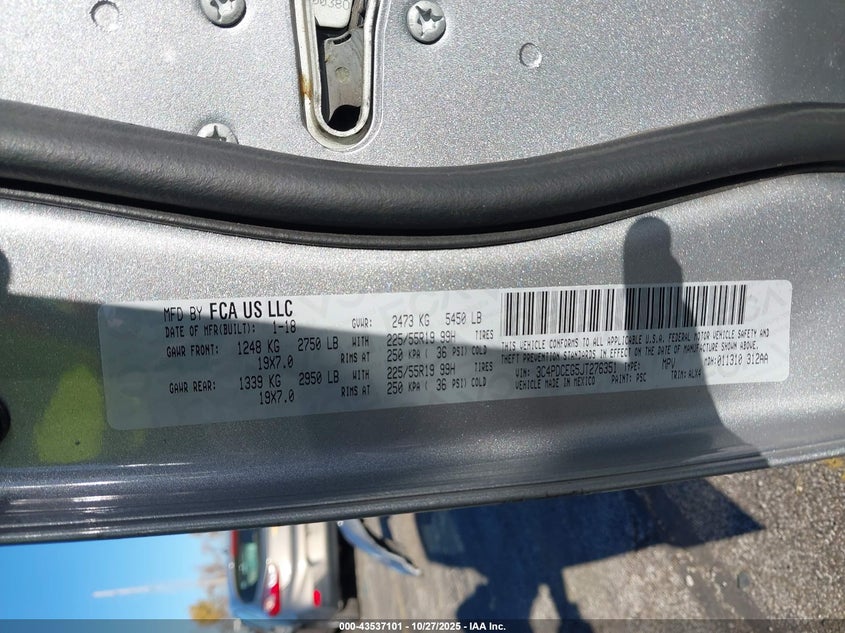 00380
MFD BY FCA US LLC
DATE OF MFR(BUILT): 1-18 GVWR: 2473 KG 5450 LB
GAWR FRONT: 1248 KG 2750 LB WITH 225/55R19 99H TIRES
19X7.0 RIMS AT 250 KPA ( 36 PSI) COLD
GAWR REAR: 1339 KG 2950 LB WITH 225/55R19 99H TIRES
19X7.0 RIMS AT 250 KPA ( 36 PSI) COLD
THIS VEHICLE CONFORMS TO ALL APPLICABLE U.S.A. FEDERAL MOTOR VEHICLE SAFETY AND
THEFT PREVENTION STANDARDS IN EFFECT ON THE DATE OF MANUFACTURE SHOWN ABOVE.
VIN: 3C4PDCEG5JT276351 TYPE: MPV MDH:011310 312AA
VEHICLE MADE IN MEXICO PAINT: PSC TRIM: ALX4
000-43537101 | 10/27/2025 - IAA Inc.